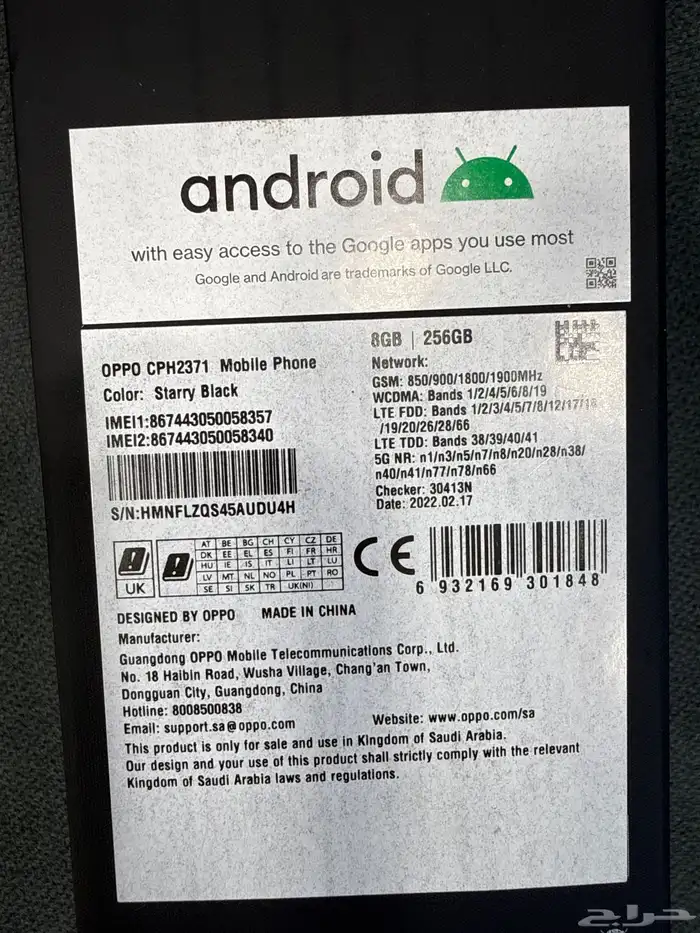 android
with easy access to the Google apps you use most
Google and Android are trademarks of Google LLC.
OPPO CPH2371 Mobile Phone
Color: Starry Black
IMEI1:867443050058357
IMEI2:867443050058340
S/N:HMNFLZQS45AUDU4H
8GB | 256GB
Network:
GSM: 850/900/1800/1900MHz
WCDMA: Bands 1/2/4/5/6/8/19
LTE FDD: Bands 1/2/3/4/5/7/8/12/17/18
/19/20/26/28/66
LTE TDD: Bands 38/39/40/41
5G NR: n1/n3/n5/n7/n8/n20/n28/n38/
n40/n41/n77/n78/n66
Checker: 30413N
Date: 2022.02.17
UK
AT BE BG CH CY CZ DE
DK EE EL ES FI FR HR
HU IE IS IT LI LT LU
LV MT NL NO PL PT RO
SE SI SK TR UK(NI)
CE
6 932169 301848
DESIGNED BY OPPO MADE IN CHINA
Manufacturer:
Guangdong OPPO Mobile Telecommunications Corp., Ltd.
No. 18 Haibin Road, Wusha Village, Chang'an Town,
Dongguan City, Guangdong, China
Hotline: 8008500838
Email: support.sa@oppo.com Website: www.oppo.com/sa
This product is only for sale and use in Kingdom of Saudi Arabia.
Our design and your use of this product shall strictly comply with the relevant
Kingdom of Saudi Arabia laws and regulations.
حراج